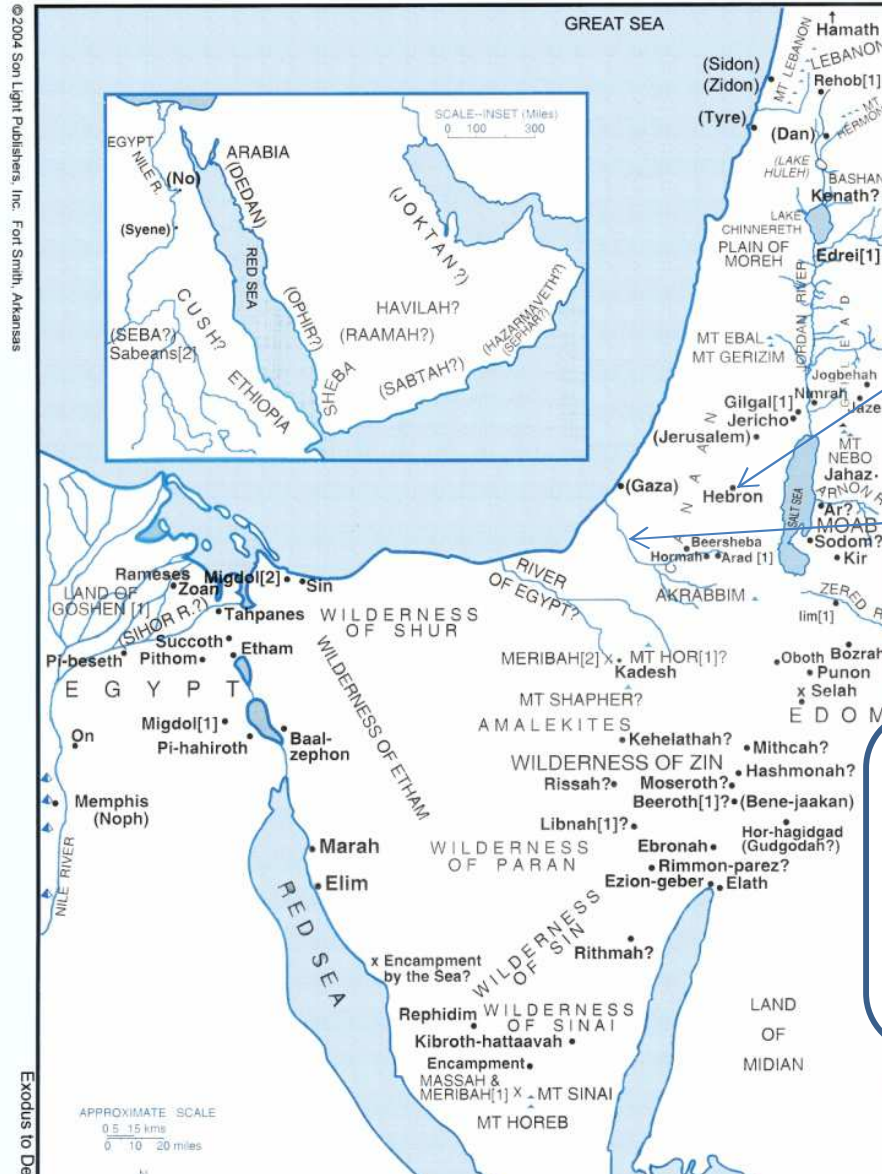 ©2004 Son Light Publishers, Inc. Fort Smith, Arkansas
Exodus to De
GREAT SEA
Hamath
MT LEBANON
LEBANON
(Sidon)
(Zidon)
Rehob[1]
(Tyre)
MT
HERMON
(Dan)
(LAKE
HULEH)
BASHAN
Kenath?
LAKE
CHINNERETH
PLAIN OF
MOREH
Edrei[1]
JORDAN RIVER
GILEAD
MT EBAL
MT GERIZIM
Jogbehah
Nimrah
Gilgal[1]
Jaze
Jericho
(Jerusalem)
MT
NEBO
CANAAN
Jahaz
(Gaza)
Hebron
SALT SEA
ARNON R
Ar?
MOAB
Beersheba
Sodom?
Hormah
Arad [1]
Kir
SCALE--INSET (Miles)
0 100 300
EGYPT
NILE R.
ARABIA
(No)
(DEDAN)
(Syene)
RED SEA
(JOKTAN?)
CUSH?
(OPHIR?)
HAVILAH?
(RAAMAH?)
(HAZARMAVETH?)
(SEPHAR?)
(SEBA?)
Sabeans[2]
ETHIOPIA
SHEBA
(SABTAH?)
RIVER
OF EGYPT?
AKRABBIM
ZERED R
Iim[1]
Rameses
Migdol[2]
Sin
LAND OF
GOSHEN [1]
Zoan
(SIHOR R.?)
Tahpanes
WILDERNESS
OF SHUR
Succoth
Etham
Pi-beseth
Pithom
EGYPT
WILDERNESS OF ETHAM
MERIBAH[2] x
MT HOR[1]?
Kadesh
Oboth
Bozrah
Punon
x Selah
MT SHAPHER?
EDOM
AMALEKITES
Migdol[1]
On
Pi-hahiroth
Baal-
zephon
Kehelathah?
Mithcah?
WILDERNESS OF ZIN
Hashmonah?
Rissah?
Moseroth?
Beeroth[1]?
(Bene-jaakan)
Memphis
(Noph)
Libnah[1]?
Hor-hagidgad
(Gudgodah?)
NILE RIVER
Marah
WILDERNESS
OF PARAN
Ebronah
Rimmon-parez?
Elim
Ezion-geber
Elath
RED SEA
WILDERNESS
OF SIN
Rithmah?
x Encampment
by the Sea?
Rephidim
WILDERNESS
OF SINAI
Kibroth-hattaavah
LAND
OF
MIDIAN
Encampment
MASSAH &
MERIBAH[1] x
MT SINAI
MT HOREB
APPROXIMATE SCALE
0 5 15 kms
0 10 20 miles
N